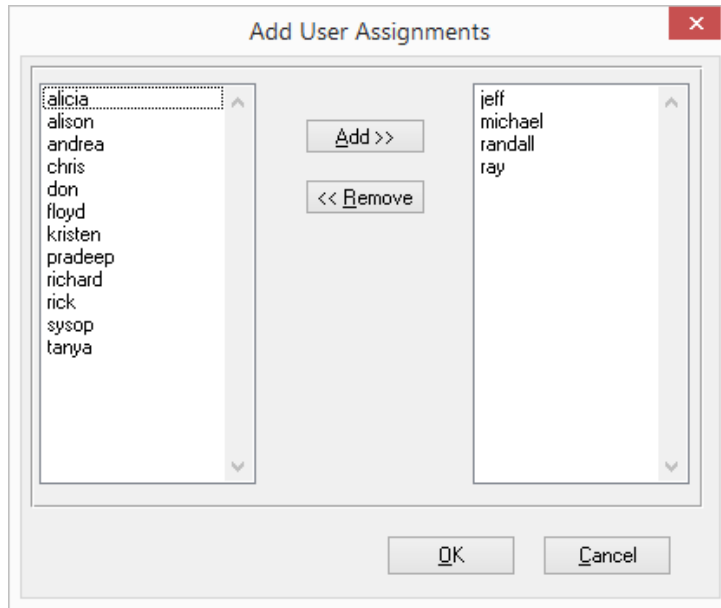 Add User Assignments
alicia
alison
andrea
chris
don
floyd
kristen
pradeep
richard
rick
sysop
tanya
Add >>
<< Remove
jeff
michael
randall
ray
OK
Cancel